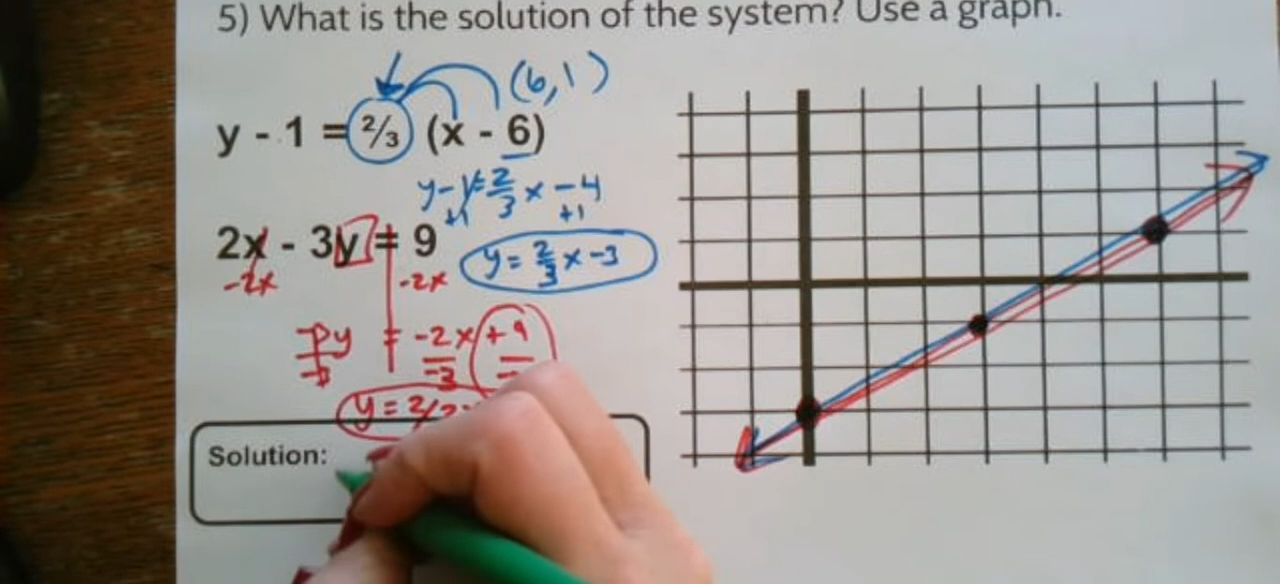 5) What is the solution of the system? Use a graph.
(6,1)
y - 1 = 2/3 (x - 6)
y-1=2/3 x -4
+1 +1
2x - 3y = 9
y = 2/3 x -3
-2x -2x
-3y = -2x + 9
-3 -3
y = 2/3
Solution: